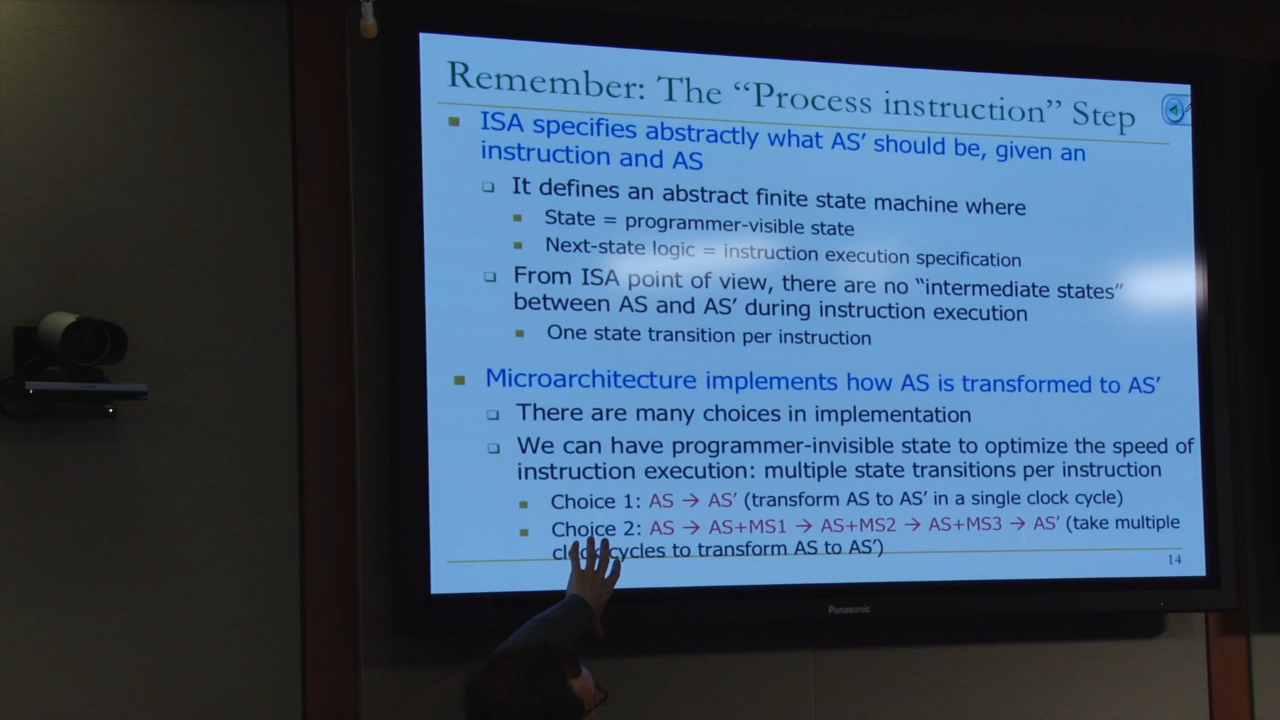 Remember: The “Process instruction” Step
ISA specifies abstractly what AS’ should be, given an
instruction and AS
It defines an abstract finite state machine where
State = programmer-visible state
Next-state logic = instruction execution specification
From ISA point of view, there are no “intermediate states”
between AS and AS’ during instruction execution
One state transition per instruction
Microarchitecture implements how AS is transformed to AS’
There are many choices in implementation
We can have programmer-invisible state to optimize the speed of
instruction execution: multiple state transitions per instruction
Choice 1: AS → AS’ (transform AS to AS’ in a single clock cycle)
Choice 2: AS → AS+MS1 → AS+MS2 → AS+MS3 → AS’ (take multiple
clock cycles to transform AS to AS’)
14
Panasonic